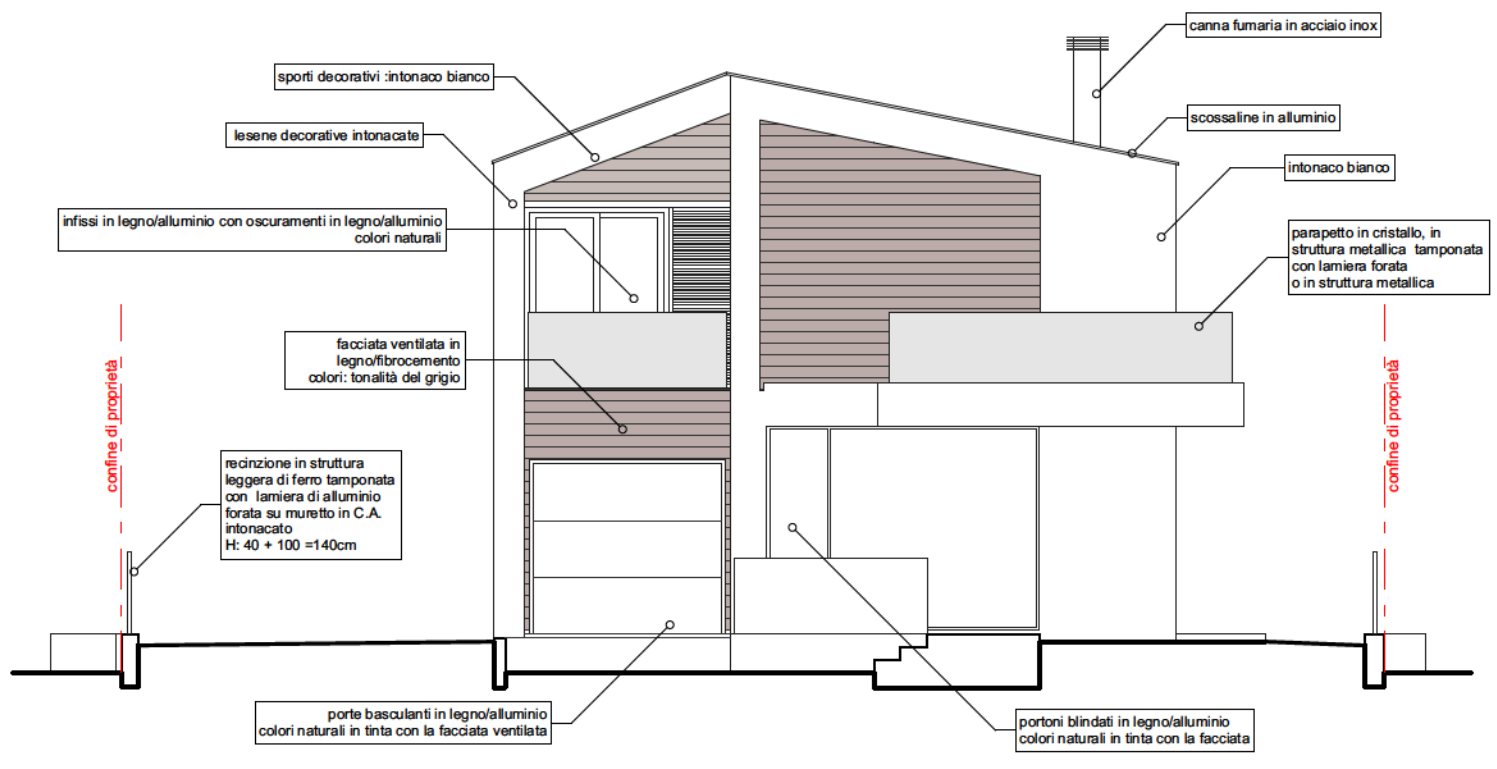 canna fumaria in acciaio inox
sporti decorativi :intonaco bianco
scossaline in alluminio
lesene decorative intonacate
intonaco bianco
infissi in legno/alluminio con oscuramenti in legno/alluminio
colori naturali
parapetto in cristallo, in
struttura metallica tamponata
con lamiera forata
o in struttura metallica
facciata ventilata in
legno/fibrocemento
colori: tonalità del grigio
confine di proprietà
confine di proprietà
recinzione in struttura
leggera di ferro tamponata
con lamiera di alluminio
forata su muretto in C.A.
intonacato
H: 40 + 100 =140cm
porte basculanti in legno/alluminio
colori naturali in tinta con la facciata ventilata
portoni blindati in legno/alluminio
colori naturali in tinta con la facciata